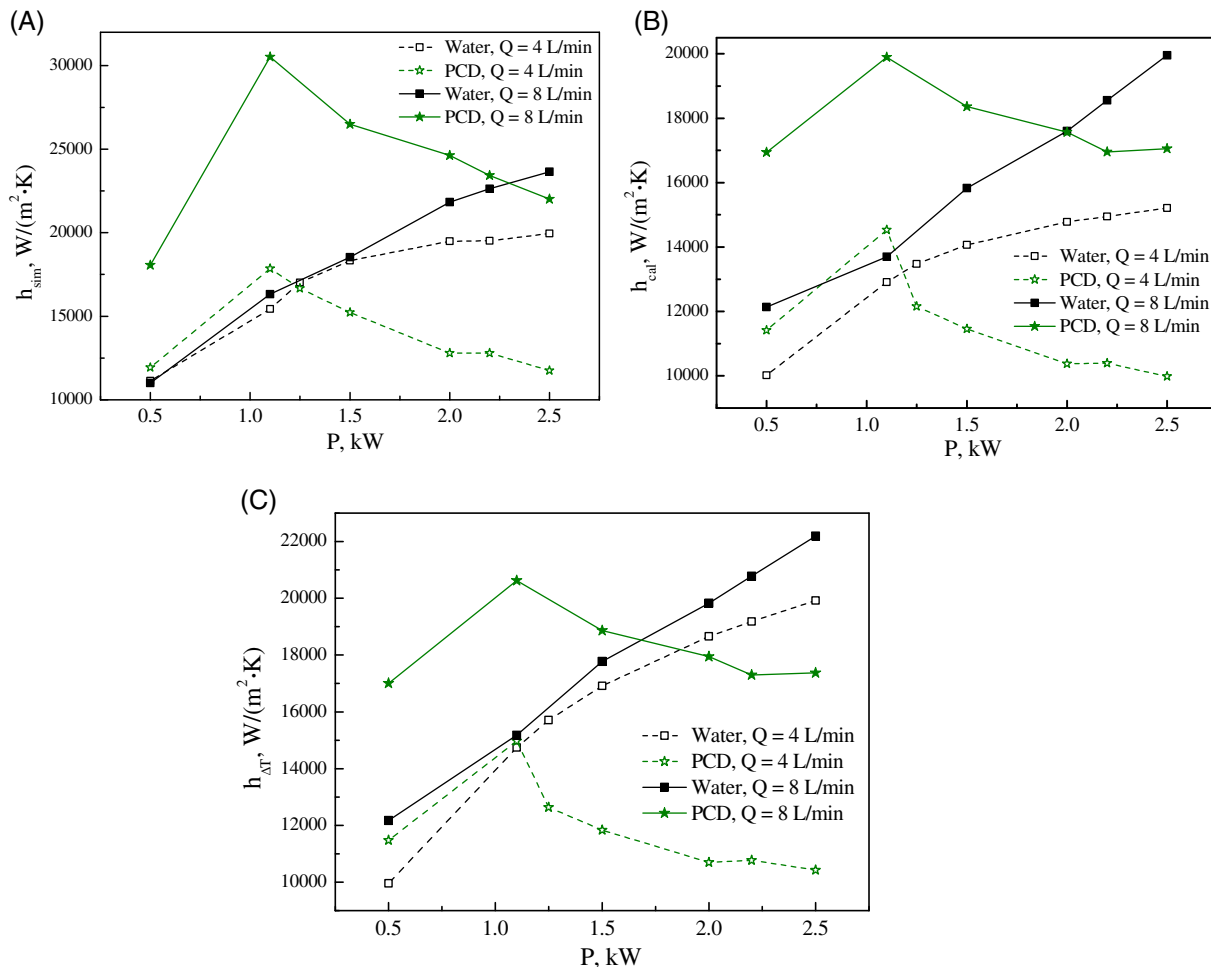 (A)
h_sim, W/(m²·K)
30000
25000
20000
15000
10000
Water, Q = 4 L/min
PCD, Q = 4 L/min
Water, Q = 8 L/min
PCD, Q = 8 L/min
0.5 1.0 1.5 2.0 2.5
P, kW
(B)
h_cal, W/(m²·K)
20000
18000
16000
14000
12000
10000
Water, Q = 4 L/min
PCD, Q = 4 L/min
Water, Q = 8 L/min
PCD, Q = 8 L/min
0.5 1.0 1.5 2.0 2.5
P, kW
(C)
h_ΔT, W/(m²·K)
22000
20000
18000
16000
14000
12000
10000
Water, Q = 4 L/min
PCD, Q = 4 L/min
Water, Q = 8 L/min
PCD, Q = 8 L/min
0.5 1.0 1.5 2.0 2.5
P, kW